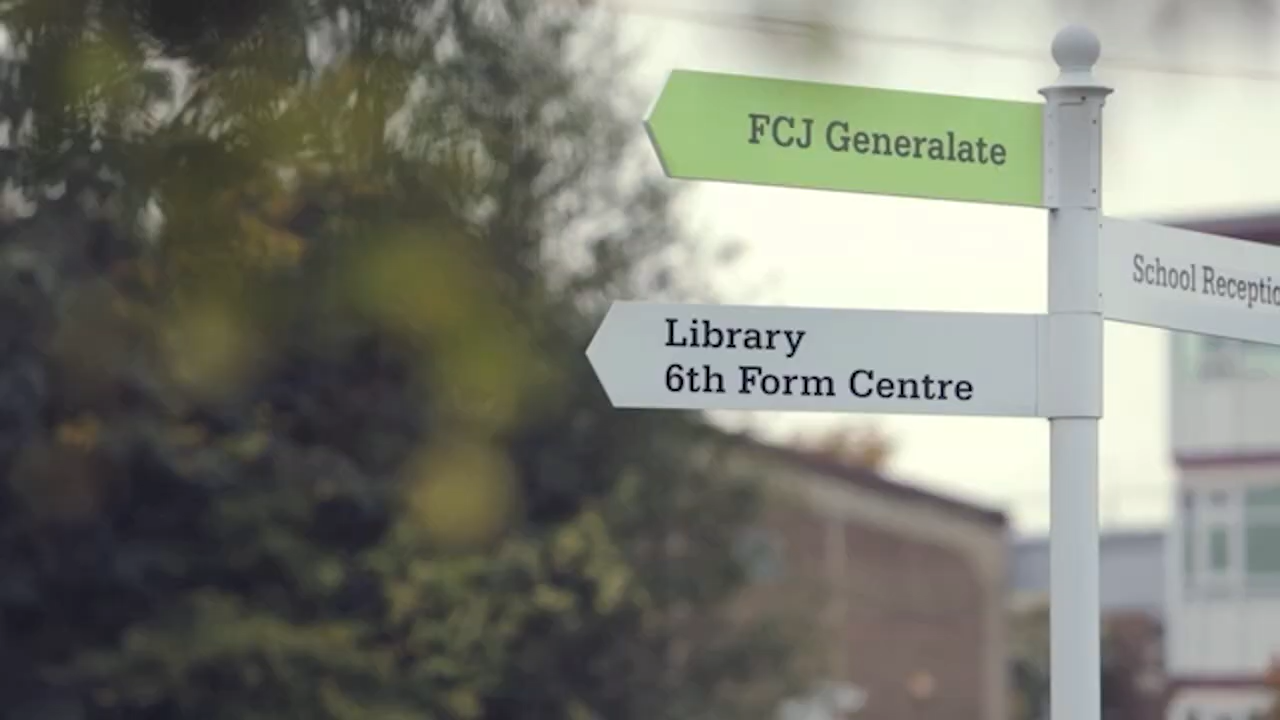 FCJ Generalate
School Receptio
Library
6th Form Centre